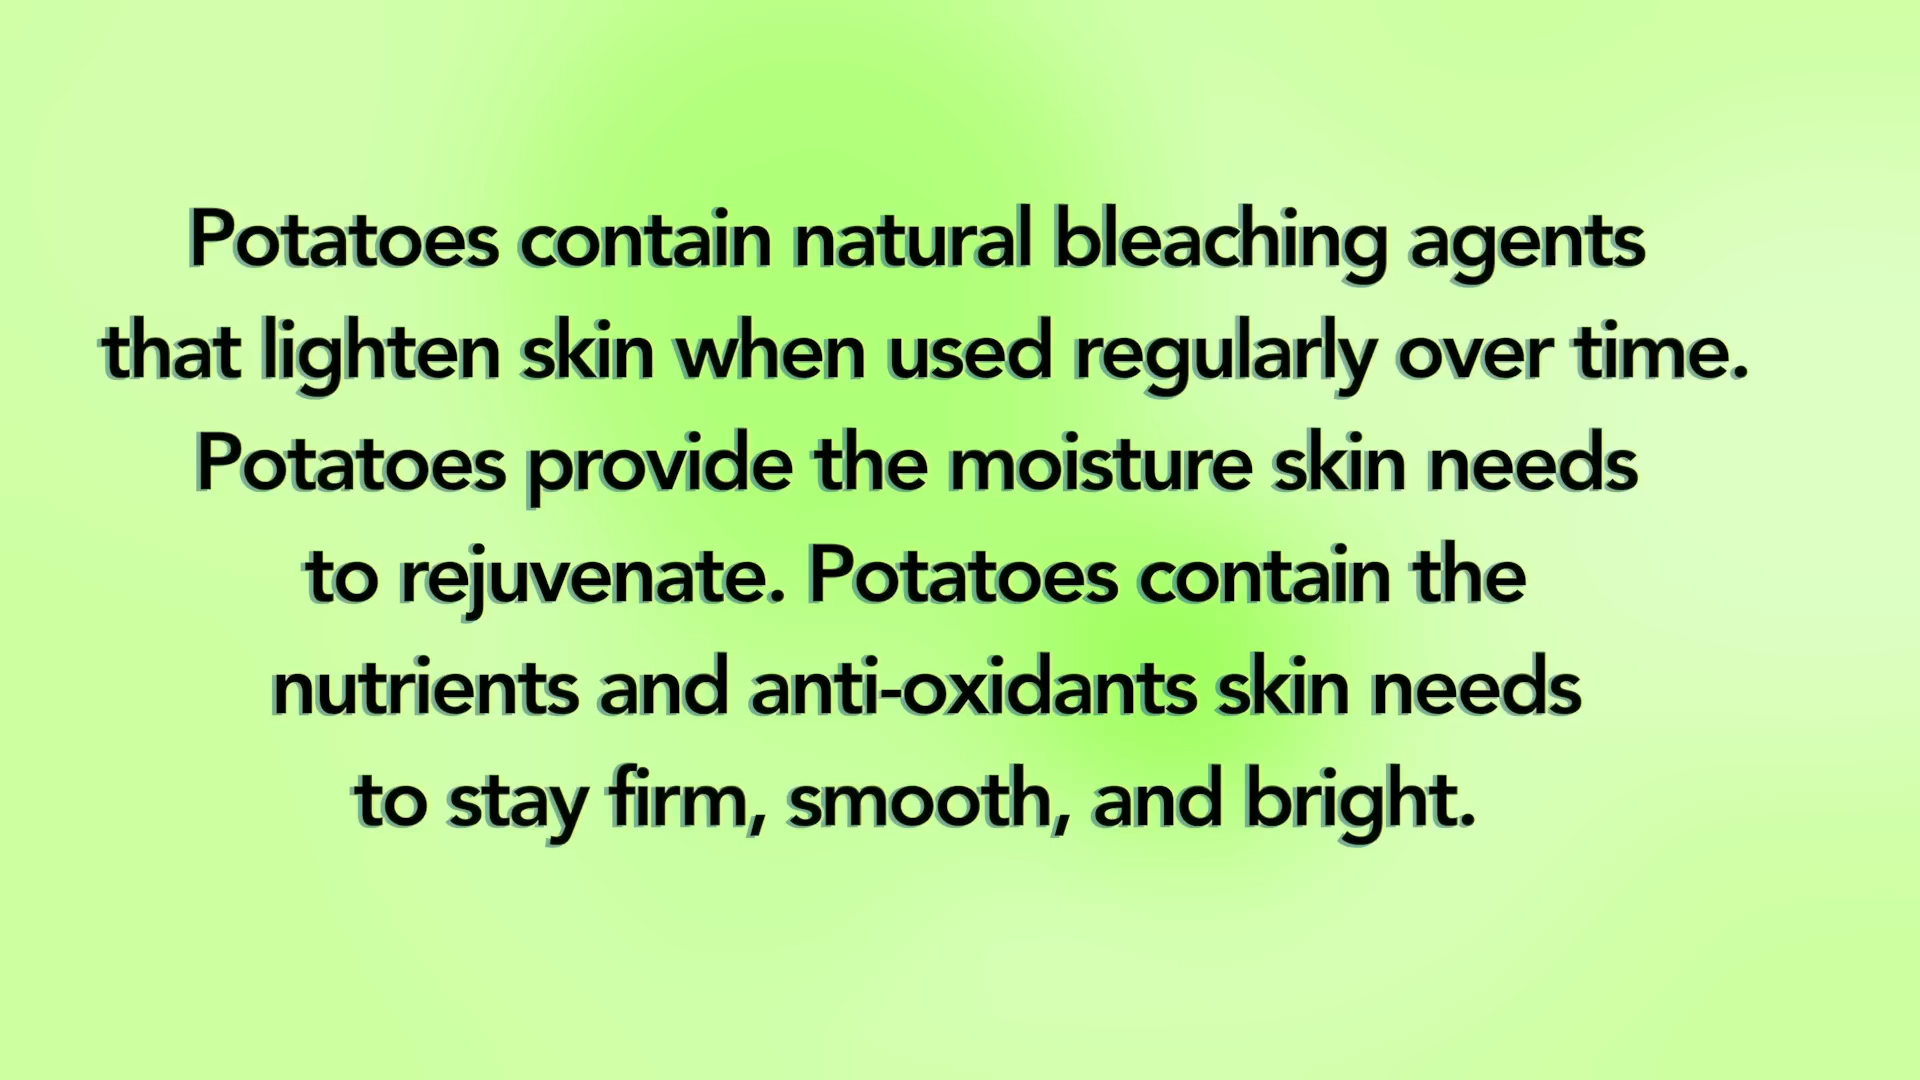 Potatoes contain natural bleaching agents
that lighten skin when used regularly over time.
Potatoes provide the moisture skin needs
to rejuvenate. Potatoes contain the
nutrients and anti-oxidants skin needs
to stay firm, smooth, and bright.